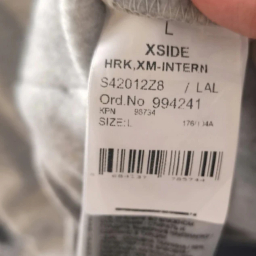 L
XSIDE
HRK,XM-INTERN
S42012Z8 / LAL
Ord.No 994241
KPN 98734
SIZE:L